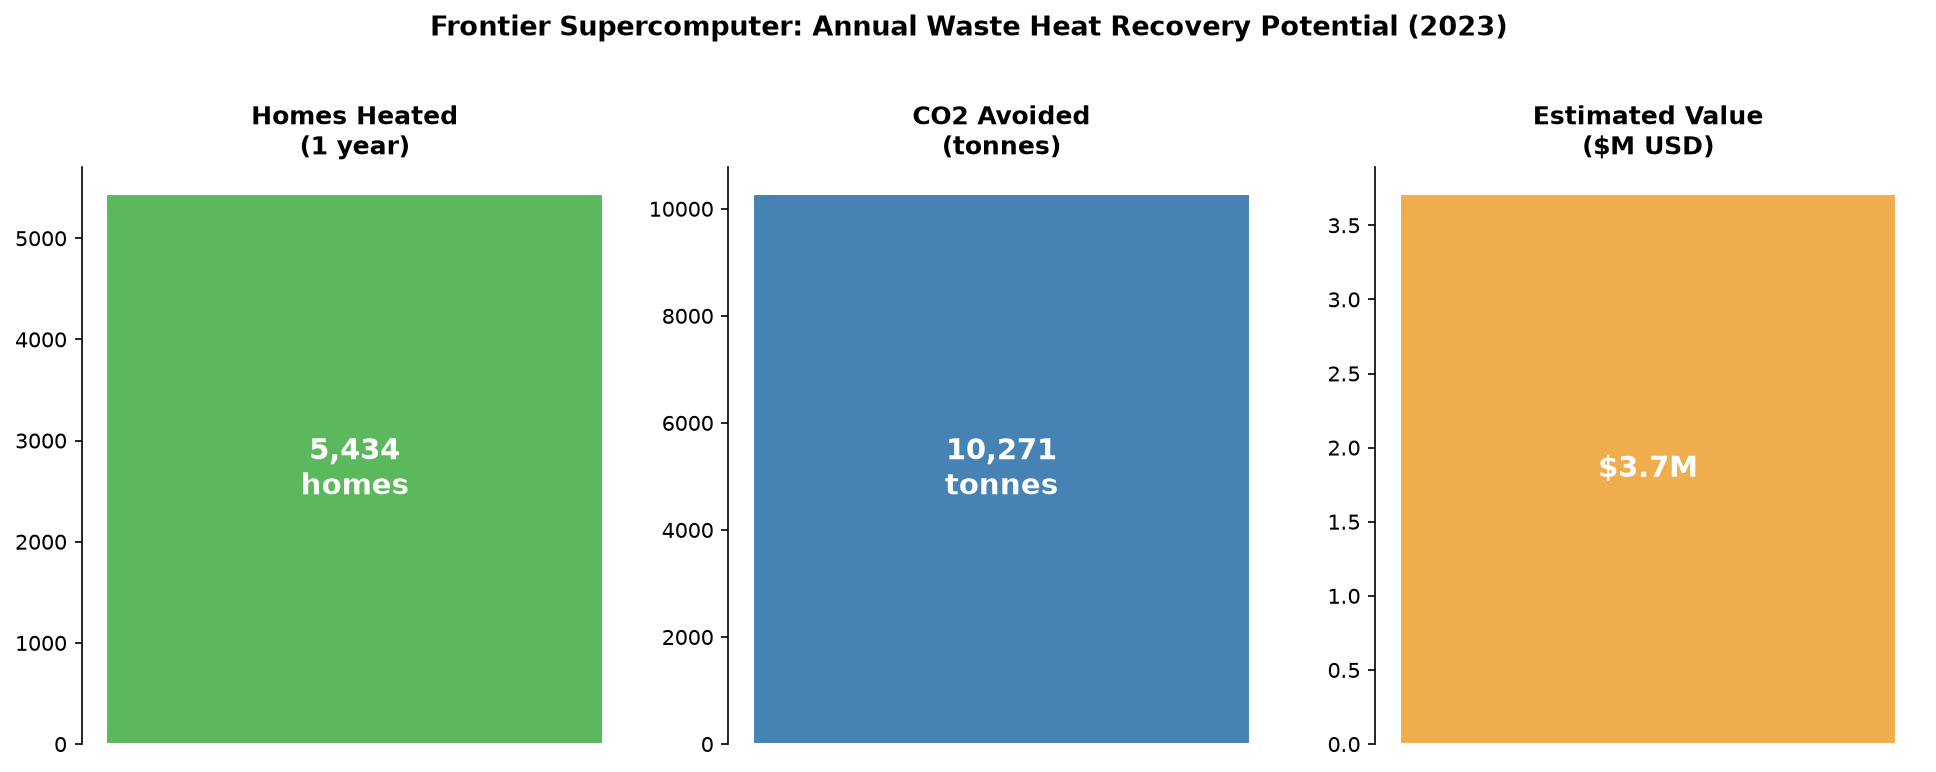 Frontier Supercomputer: Annual Waste Heat Recovery Potential (2023)
Homes Heated
(1 year)
5000
4000
3000
2000
1000
0
5,434
homes
CO2 Avoided
(tonnes)
10000
8000
6000
4000
2000
0
10,271
tonnes
Estimated Value
($M USD)
3.5
3.0
2.5
2.0
1.5
1.0
0.5
0.0
$3.7M